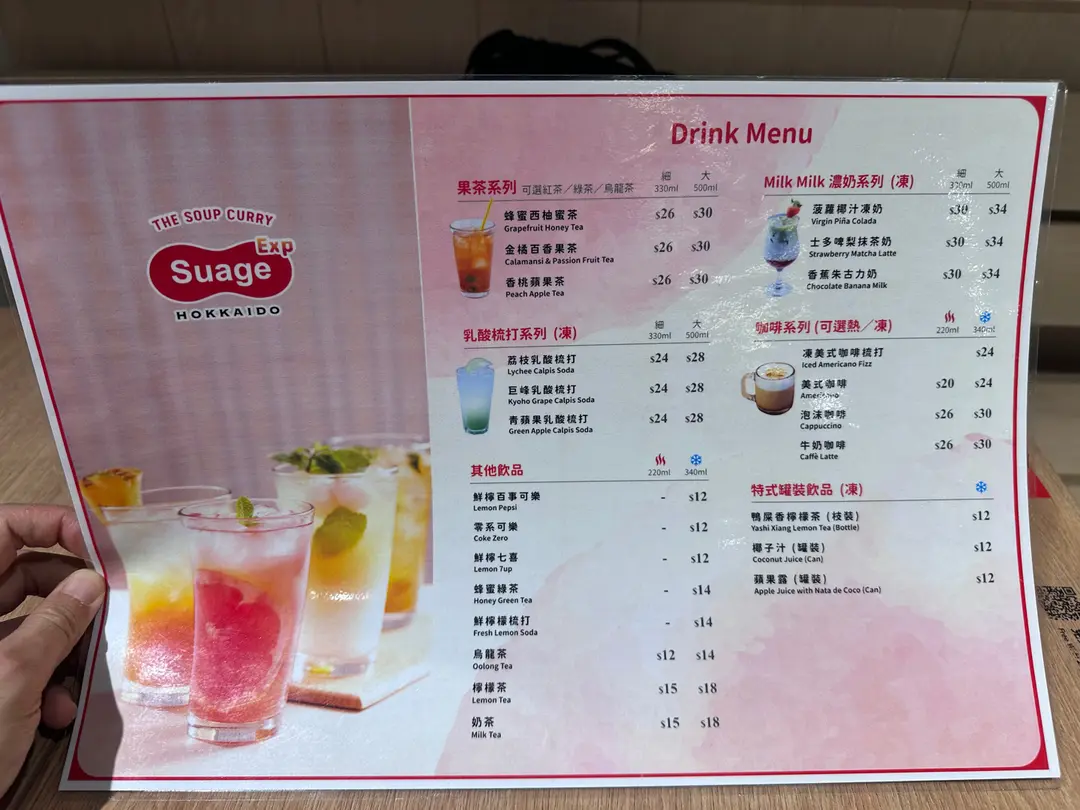 THE SOUP CURRY
Exp
Suage
HOKKAIDO
Drink Menu
果茶系列 可選紅茶／綠茶／烏龍茶 細 330ml 大 500ml
蜂蜜西柚蜜茶 $26 $30
Grapefruit Honey Tea
金橘百香果茶 $26 $30
Calamansi & Passion Fruit Tea
香桃蘋果茶 $26 $30
Peach Apple Tea
乳酸梳打系列 (凍) 細 330ml 大 500ml
荔枝乳酸梳打 $24 $28
Lychee Calpis Soda
巨峰乳酸梳打 $24 $28
Kyoho Grape Calpis Soda
青蘋果乳酸梳打 $24 $28
Green Apple Calpis Soda
其他飲品 220ml 340ml
鮮檸百事可樂 - $12
Lemon Pepsi
零系可樂 - $12
Coke Zero
鮮檸七喜 - $12
Lemon 7up
蜂蜜綠茶 - $14
Honey Green Tea
鮮檸檬梳打 - $14
Fresh Lemon Soda
烏龍茶 $12 $14
Oolong Tea
檸檬茶 $15 $18
Lemon Tea
奶茶 $15 $18
Milk Tea
Milk Milk 濃奶系列 (凍) 細 330ml 大 500ml
菠蘿椰汁凍奶 $30 $34
Virgin Piña Colada
士多啤梨抹茶奶 $30 $34
Strawberry Matcha Latte
香蕉朱古力奶 $30 $34
Chocolate Banana Milk
咖啡系列 (可選熱／凍) 220ml 340ml
凍美式咖啡梳打 $24
Iced Americano Fizz
美式咖啡 $20 $24
Americano
泡沫咖啡 $26 $30
Cappuccino
牛奶咖啡 $26 $30
Caffè Latte
特式罐裝飲品 (凍)
鴨屎香檸檬茶 (枝裝) $12
Yashi Xiang Lemon Tea (Bottle)
椰子汁 (罐裝) $12
Coconut Juice (Can)
蘋果露 (罐裝) $12
Apple Juice with Nata de Coco (Can)